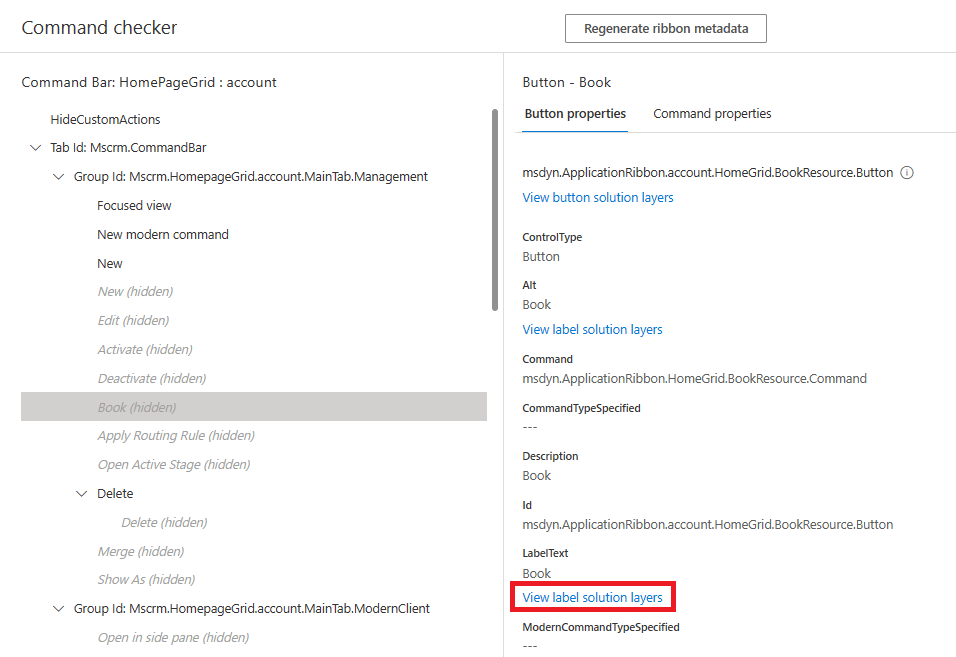 Command checker
Regenerate ribbon metadata
Command Bar: HomePageGrid : account
HideCustomActions
Tab Id: Mscrm.CommandBar
Group Id: Mscrm.HomepageGrid.account.MainTab.Management
Focused view
New modern command
New
New (hidden)
Edit (hidden)
Activate (hidden)
Deactivate (hidden)
Book (hidden)
Apply Routing Rule (hidden)
Open Active Stage (hidden)
Delete
Delete (hidden)
Merge (hidden)
Show As (hidden)
Group Id: Mscrm.HomepageGrid.account.MainTab.ModernClient
Open in side pane (hidden)
Button - Book
Button properties
Command properties
msdyn.ApplicationRibbon.account.HomeGrid.BookResource.Button
View button solution layers
ControlType
Button
Alt
Book
View label solution layers
Command
msdyn.ApplicationRibbon.HomeGrid.BookResource.Command
CommandTypeSpecified
---
Description
Book
Id
msdyn.ApplicationRibbon.account.HomeGrid.BookResource.Button
LabelText
Book
View label solution layers
ModernCommandTypeSpecified
---